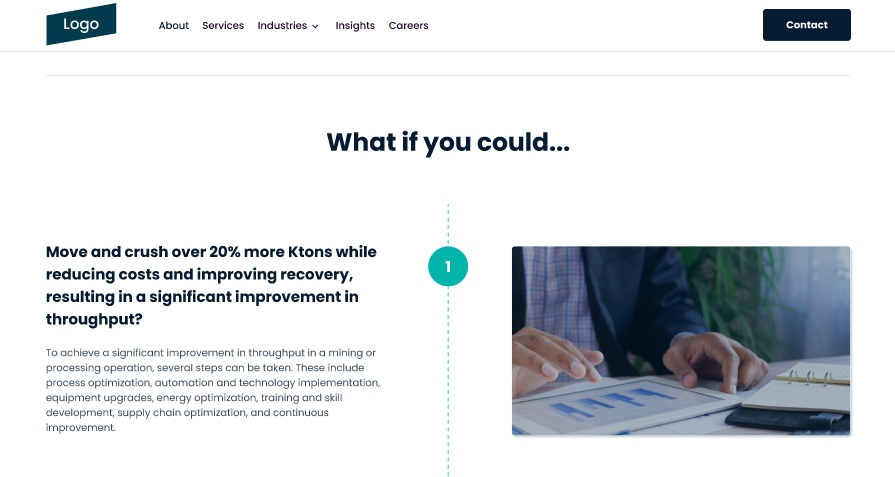 Logo
About Services Industries Insights Careers
Contact
What if you could...
Move and crush over 20% more Ktons while
reducing costs and improving recovery,
resulting in a significant improvement in
throughput?
To achieve a significant improvement in throughput in a mining or
processing operation, several steps can be taken. These include
process optimization, automation and technology implementation,
equipment upgrades, energy optimization, training and skill
development, supply chain optimization, and continuous
improvement.
1